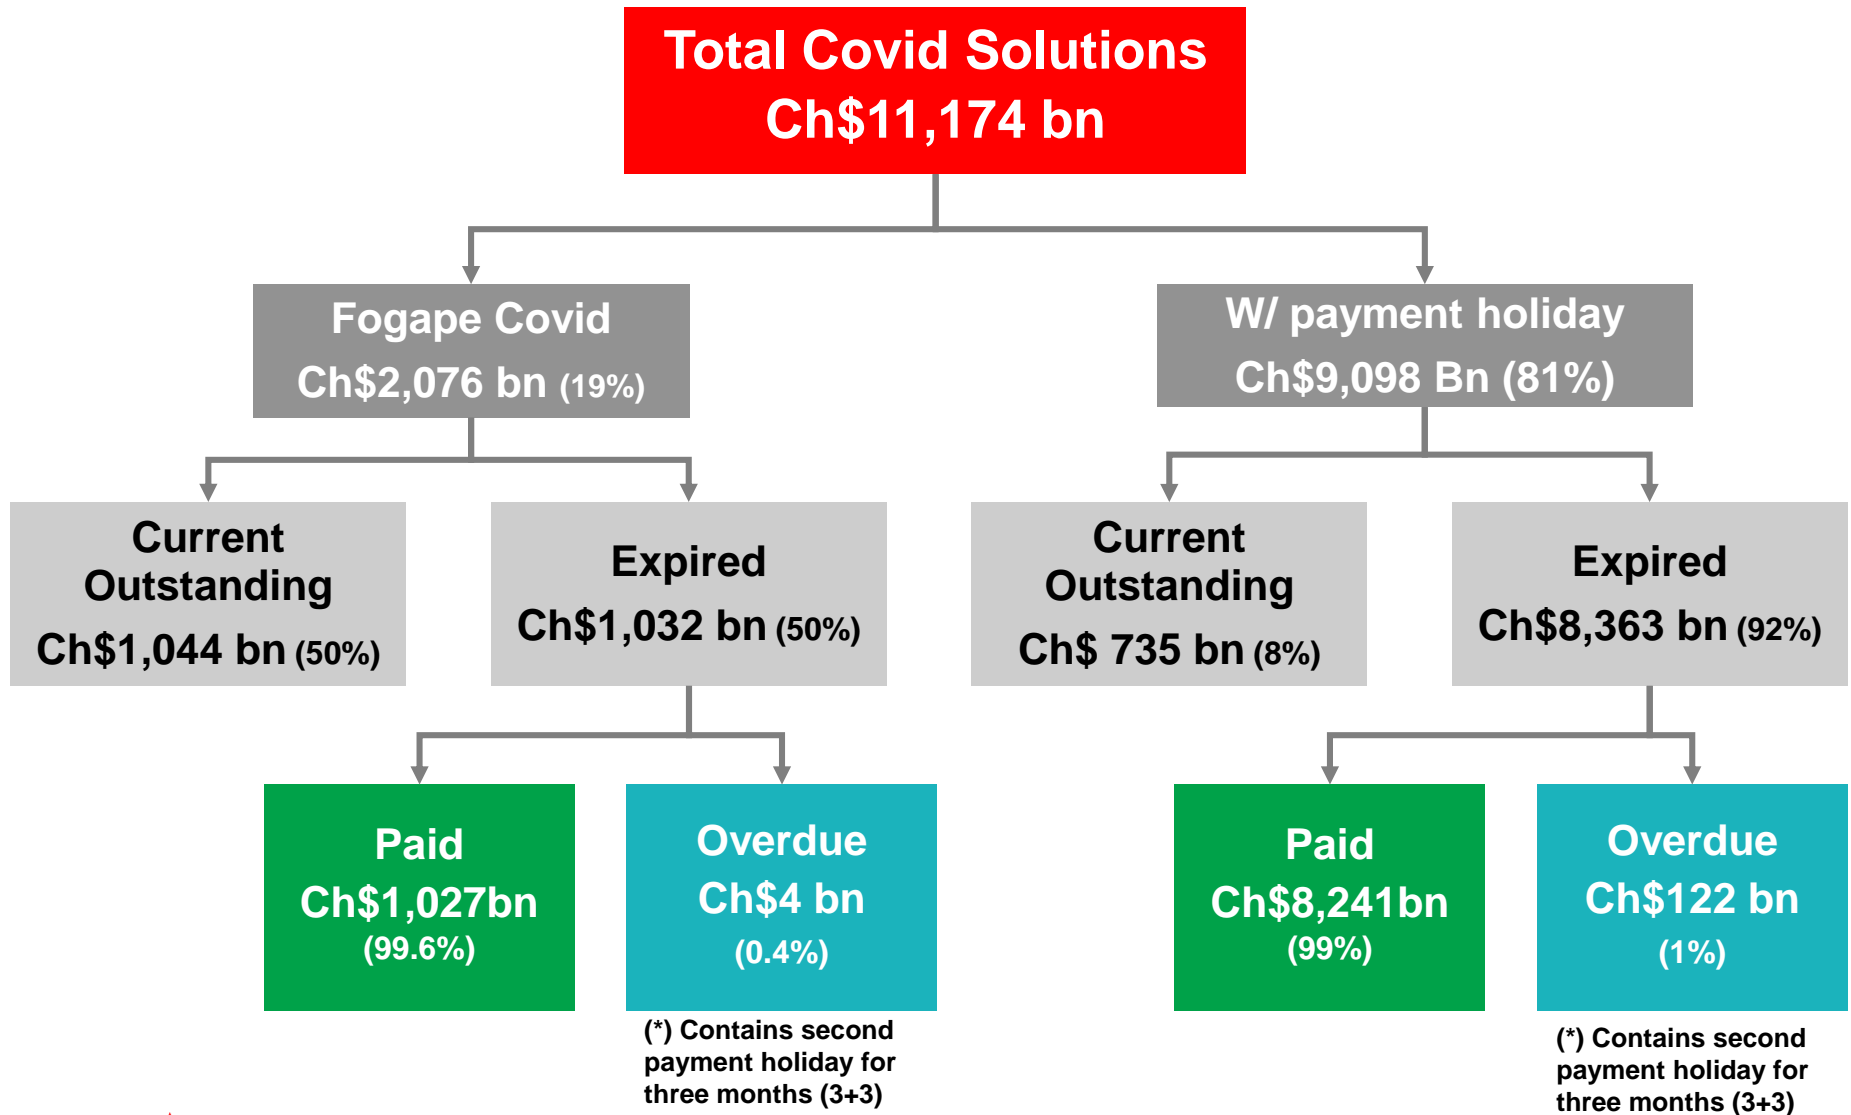 Total Covid Solutions
Ch$11,174 bn
Fogape Covid
Ch$2,076 bn (19%)
W/ payment holiday
Ch$9,098 Bn (81%)
Current
Outstanding
Ch$1,044 bn (50%)
Expired
Ch$1,032 bn (50%)
Current
Outstanding
Ch$ 735 bn (8%)
Expired
Ch$8,363 bn (92%)
Paid
Ch$1,027bn
(99.6%)
Overdue
Ch$4 bn
(0.4%)
Paid
Ch$8,241bn
(99%)
Overdue
Ch$122 bn
(1%)
(*) Contains second
payment holiday for
three months (3+3)
(*) Contains second
payment holiday for
three months (3+3)